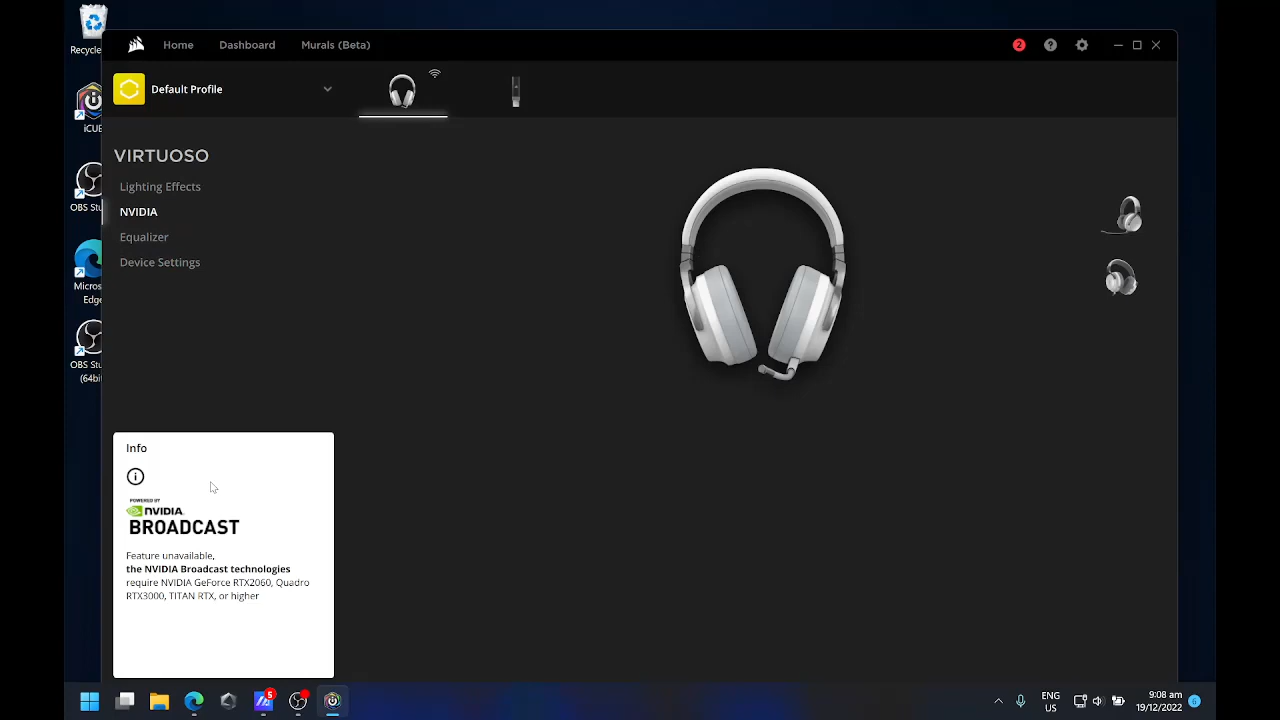 Recycle
iCUE
OBS Stu
Micros
Edge
OBS Stu
(64bit
Home
Dashboard
Murals (Beta)
2
Default Profile
VIRTUOSO
Lighting Effects
NVIDIA
Equalizer
Device Settings
Info
POWERED BY
NVIDIA.
BROADCAST
Feature unavailable,
the NVIDIA Broadcast technologies
require NVIDIA GeForce RTX2060, Quadro
RTX3000, TITAN RTX, or higher
5
ENG
US
9:08 am
19/12/2022
6